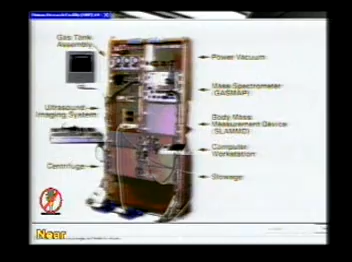 Gas Tank
Assembly
Ultrasound
Imaging System
Centrifuge
Power Vacuum
Mass Spectrometer
(GASMAP)
Body Mass
Measurement Device
(SLAMMD)
Computer
Workstation
Stowage